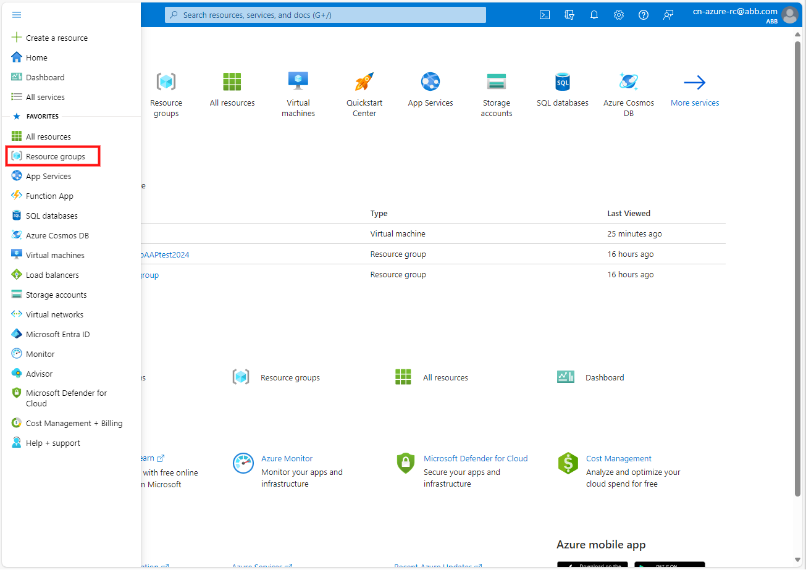 Search resources, services, and docs (G+/)
cn-azure-rc@abb.com
ABB
Create a resource
Home
Dashboard
All services
FAVORITES
All resources
Resource groups
App Services
Function App
SQL databases
Azure Cosmos DB
Virtual machines
Load balancers
Storage accounts
Virtual networks
Microsoft Entra ID
Monitor
Advisor
Microsoft Defender for
Cloud
Cost Management + Billing
Help + support
Resource
groups
All resources
Virtual
machines
Quickstart
Center
App Services
Storage
accounts
SQL
SQL databases
Azure Cosmos
DB
More services
Type
Last Viewed
Virtual machine
25 minutes ago
AAPtest2024
Resource group
16 hours ago
group
Resource group
16 hours ago
Resource groups
All resources
Dashboard
with free online
Microsoft
Azure Monitor
Monitor your apps and
infrastructure
Microsoft Defender for Cloud
Secure your apps and
infrastructure
Cost Management
Analyze and optimize your
cloud spend for free
Azure mobile app